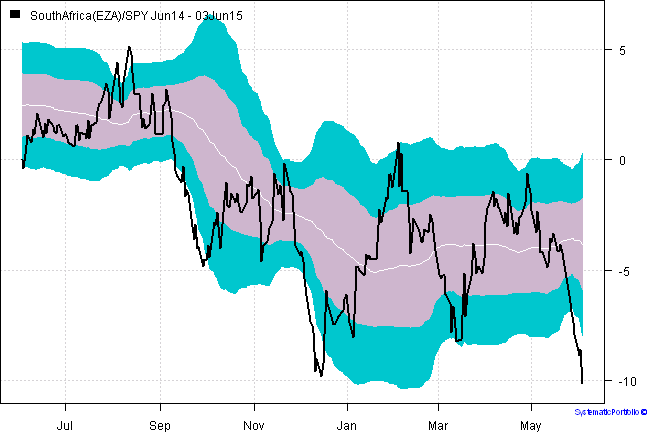 SouthAfrica(EZA)/SPY Jun14 - 03Jun15
5
0
-5
-10
Jul Sep Nov Jan Mar May
SystematicPortfolio ©